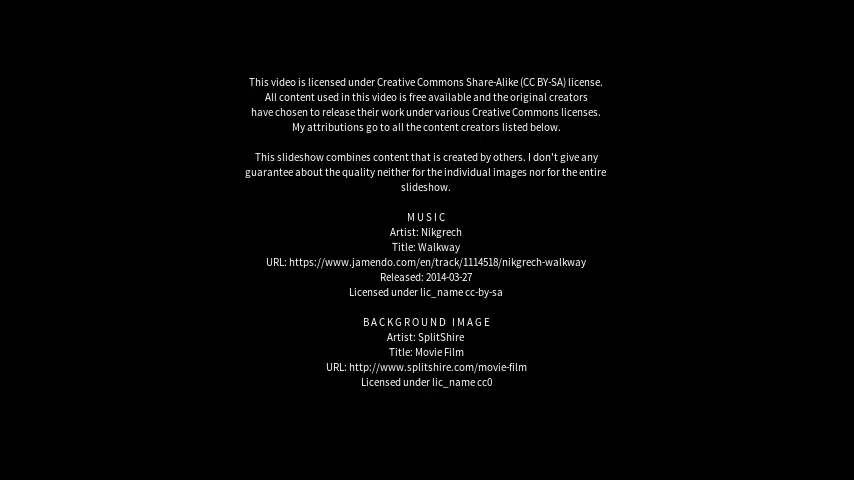 This video is licensed under Creative Commons Share-Alike (CC BY-SA) license.
All content used in this video is free available and the original creators
have chosen to release their work under various Creative Commons licenses.
My attributions go to all the content creators listed below.
This slideshow combines content that is created by others. I don't give any
guarantee about the quality neither for the individual images nor for the entire
slideshow.
MUSIC
Artist: Nikgrech
Title: Walkway
URL: https://www.jamendo.com/en/track/1114518/nikgrech-walkway
Released: 2014-03-27
Licensed under lic_name cc-by-sa
BACKGROUND IMAGE
Artist: SplitShire
Title: Movie Film
URL: http://www.splitshire.com/movie-film
Licensed under lic_name cc0